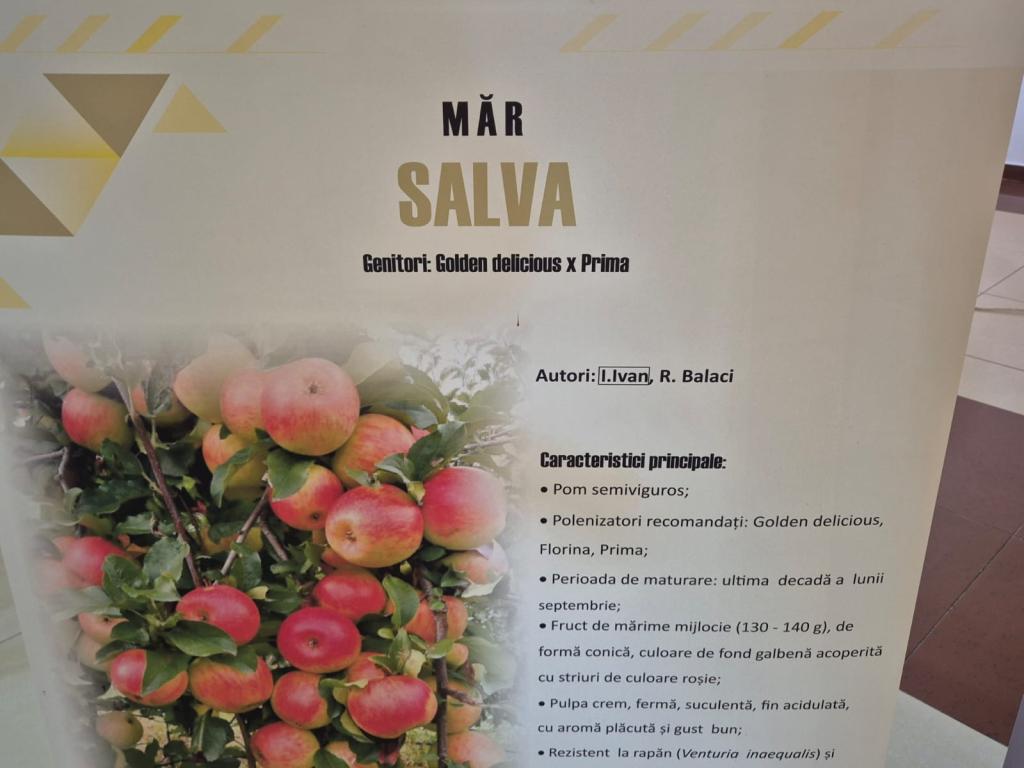 MĂR
SALVA
Genitori: Golden delicious x Prima
Autori: I.Ivan, R. Balaci
Caracteristici principale:
• Pom semiviguros;
• Polenizatori recomandați: Golden delicious,
Florina, Prima;
• Perioada de maturare: ultima decadă a lunii
septembrie;
• Fruct de mărime mijlocie (130 - 140 g), de
formă conică, culoare de fond galbenă acoperită
cu striuri de culoare roșie;
• Pulpa crem, fermă, suculentă, fin acidulată,
cu aromă plăcută și gust bun;
• Rezistent la rapăn (Venturia inaequalis) și